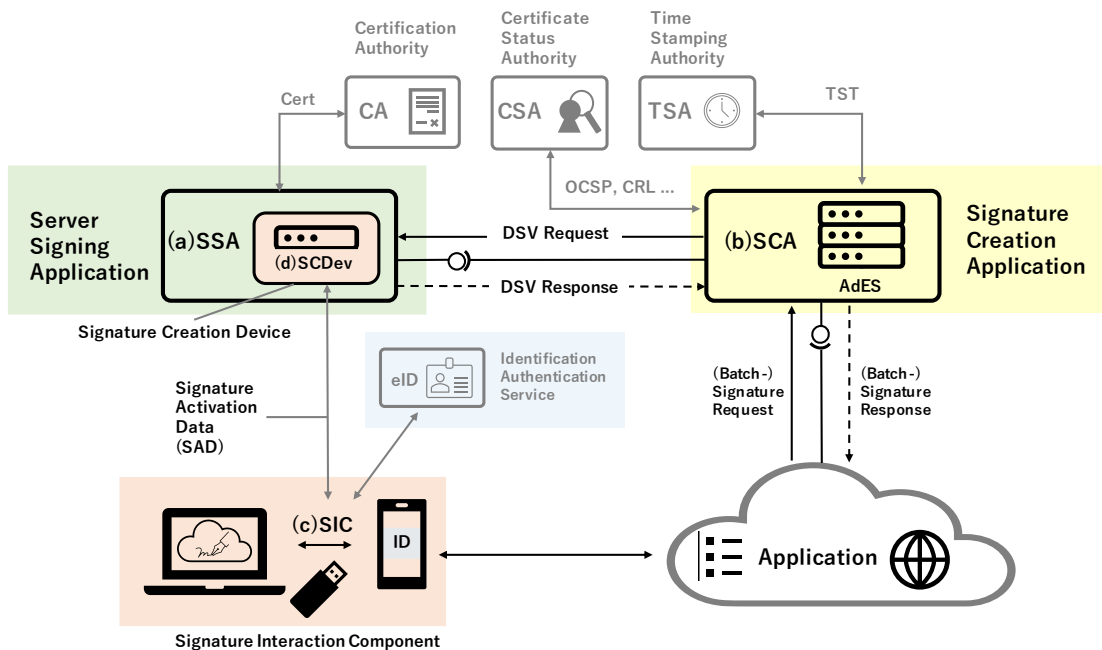 Certification
Authority
Certificate
Status
Authority
Time
Stamping
Authority
Cert
CA
CSA
TSA
TST
OCSP, CRL ...
Server
Signing
Application
(a)SSA
(d)SCDev
DSV Request
DSV Response
(b)SCA
AdES
Signature
Creation
Application
Signature Creation Device
eID
Identification
Authentication
Service
Signature
Activation
Data
(SAD)
(Batch-)
Signature
Request
(Batch-)
Signature
Response
(c)SIC
ID
Application
Signature Interaction Component